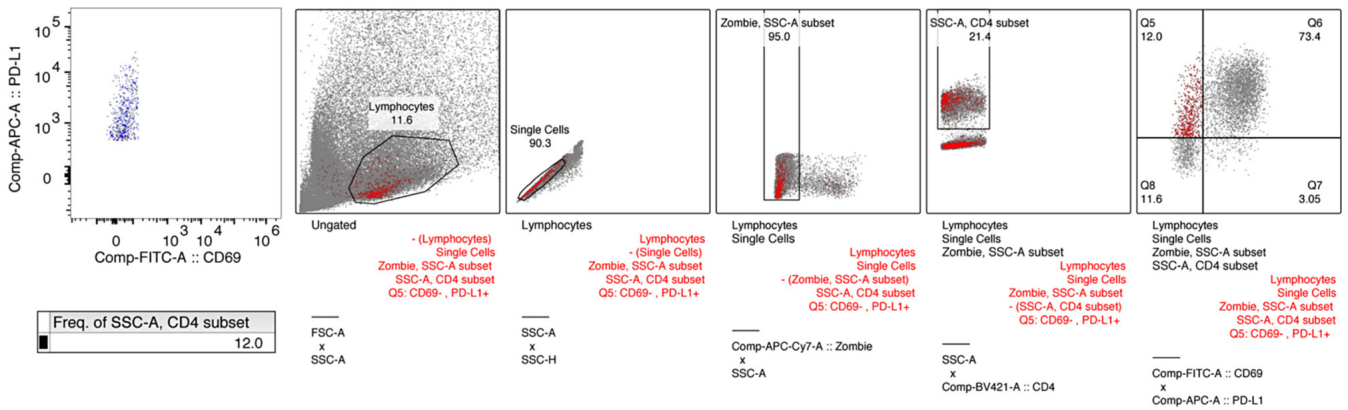 Comp-APC-A :: PD-L1
10^5
10^4
10^3
0
0 10^3 10^4 10^5 10^6
Comp-FITC-A :: CD69
Freq. of SSC-A, CD4 subset
12.0
Lymphocytes
11.6
Ungated
- (Lymphocytes)
Single Cells
Zombie, SSC-A subset
SSC-A, CD4 subset
Q5: CD69- , PD-L1+
FSC-A
x
SSC-A
Single Cells
90.3
Lymphocytes
Lymphocytes
- (Single Cells)
Zombie, SSC-A subset
SSC-A, CD4 subset
Q5: CD69- , PD-L1+
SSC-A
x
SSC-H
Zombie, SSC-A subset
95.0
Lymphocytes
Single Cells
Lymphocytes
Single Cells
- (Zombie, SSC-A subset)
SSC-A, CD4 subset
Q5: CD69- , PD-L1+
Comp-APC-Cy7-A :: Zombie
x
SSC-A
SSC-A, CD4 subset
21.4
Lymphocytes
Single Cells
Zombie, SSC-A subset
Lymphocytes
Single Cells
Zombie, SSC-A subset
- (SSC-A, CD4 subset)
Q5: CD69- , PD-L1+
SSC-A
x
Comp-BV421-A :: CD4
Q5
12.0
Q6
73.4
Q8
11.6
Q7
3.05
Lymphocytes
Single Cells
Zombie, SSC-A subset
SSC-A, CD4 subset
Lymphocytes
Single Cells
Zombie, SSC-A subset
SSC-A, CD4 subset
Q5: CD69- , PD-L1+
Comp-FITC-A :: CD69
x
Comp-APC-A :: PD-L1